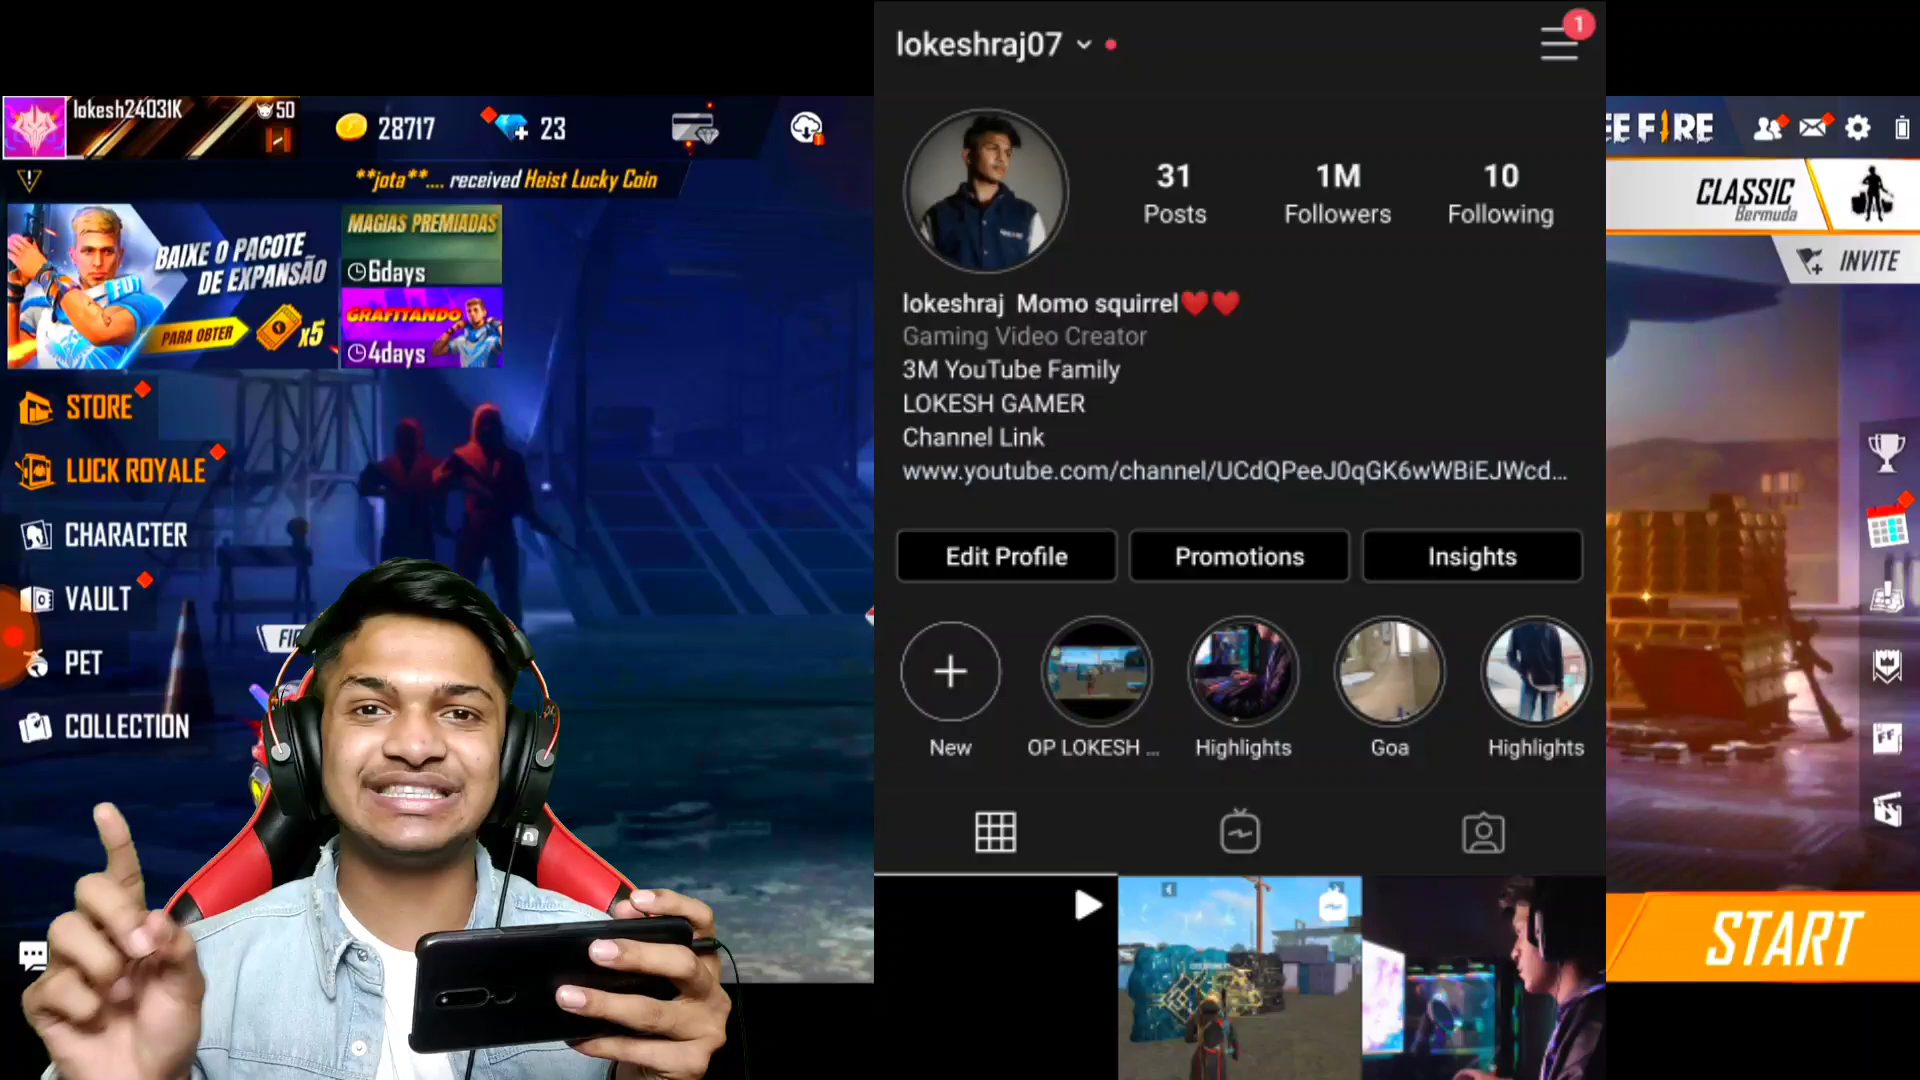 lokesh24031K
50
28717
23
**jota**.... received Heist Lucky Coin
BAIXE O PACOTE
DE EXPANSÃO
PARA OBTER
x5
MAGIAS PREMIADAS
6days
GRAFITANDO
4days
STORE
LUCK ROYALE
CHARACTER
VAULT
PET
COLLECTION
lokeshraj07
1
31
Posts
1M
Followers
10
Following
lokeshraj Momo squirrel❤️❤️
Gaming Video Creator
3M YouTube Family
LOKESH GAMER
Channel Link
www.youtube.com/channel/UCdQPeeJ0qGK6wWBiEJWcd...
Edit Profile
Promotions
Insights
New
OP LOKESH ...
Highlights
Goa
Highlights
FIRE
CLASSIC
Bermuda
INVITE
FF
START